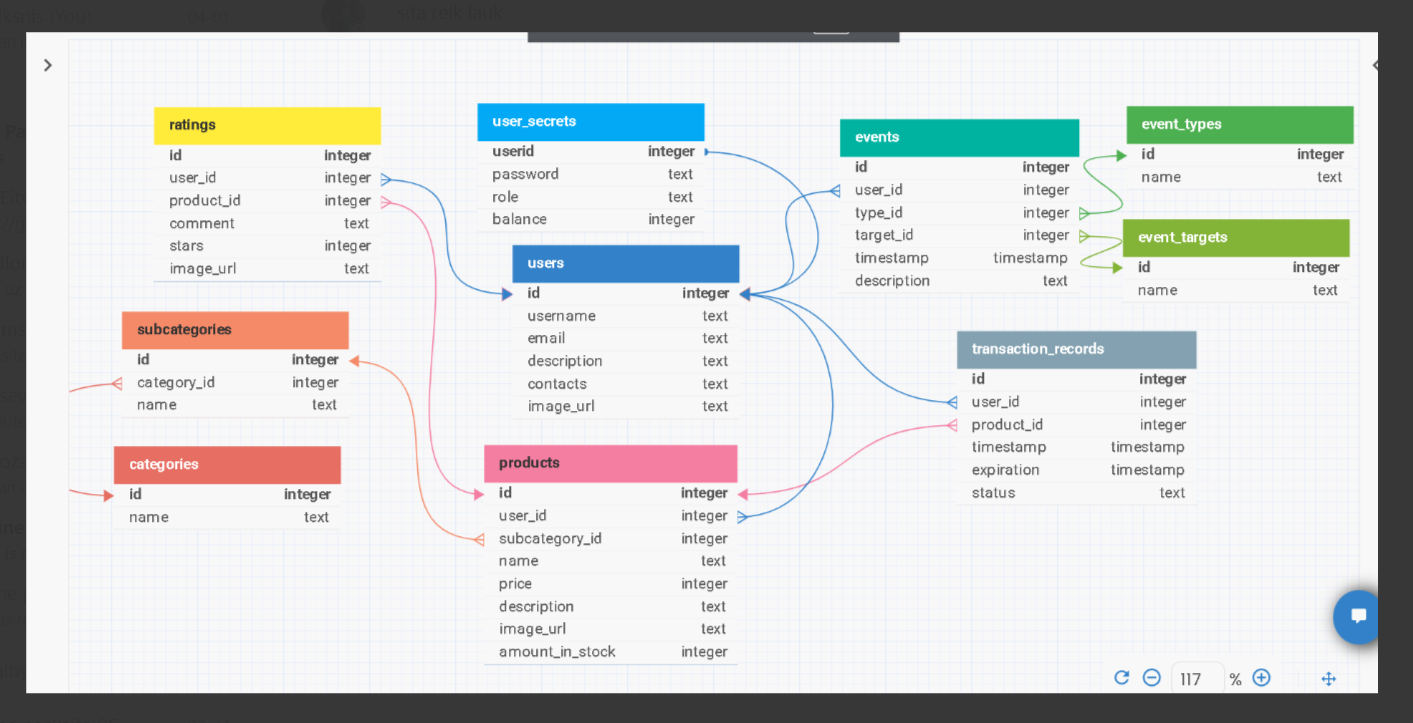 ratings
id integer
user_id integer
product_id integer
comment text
stars integer
image_url text
user_secrets
userid integer
password text
role text
balance integer
events
id integer
user_id integer
type_id integer
target_id integer
timestamp timestamp
description text
event_types
id integer
name text
event_targets
id integer
name text
users
id integer
username text
email text
description text
contacts text
image_url text
subcategories
id integer
category_id integer
name text
transaction_records
id integer
user_id integer
product_id integer
timestamp timestamp
expiration timestamp
status text
categories
id integer
name text
products
id integer
user_id integer
subcategory_id integer
name text
price integer
description text
image_url text
amount_in_stock integer
117 %